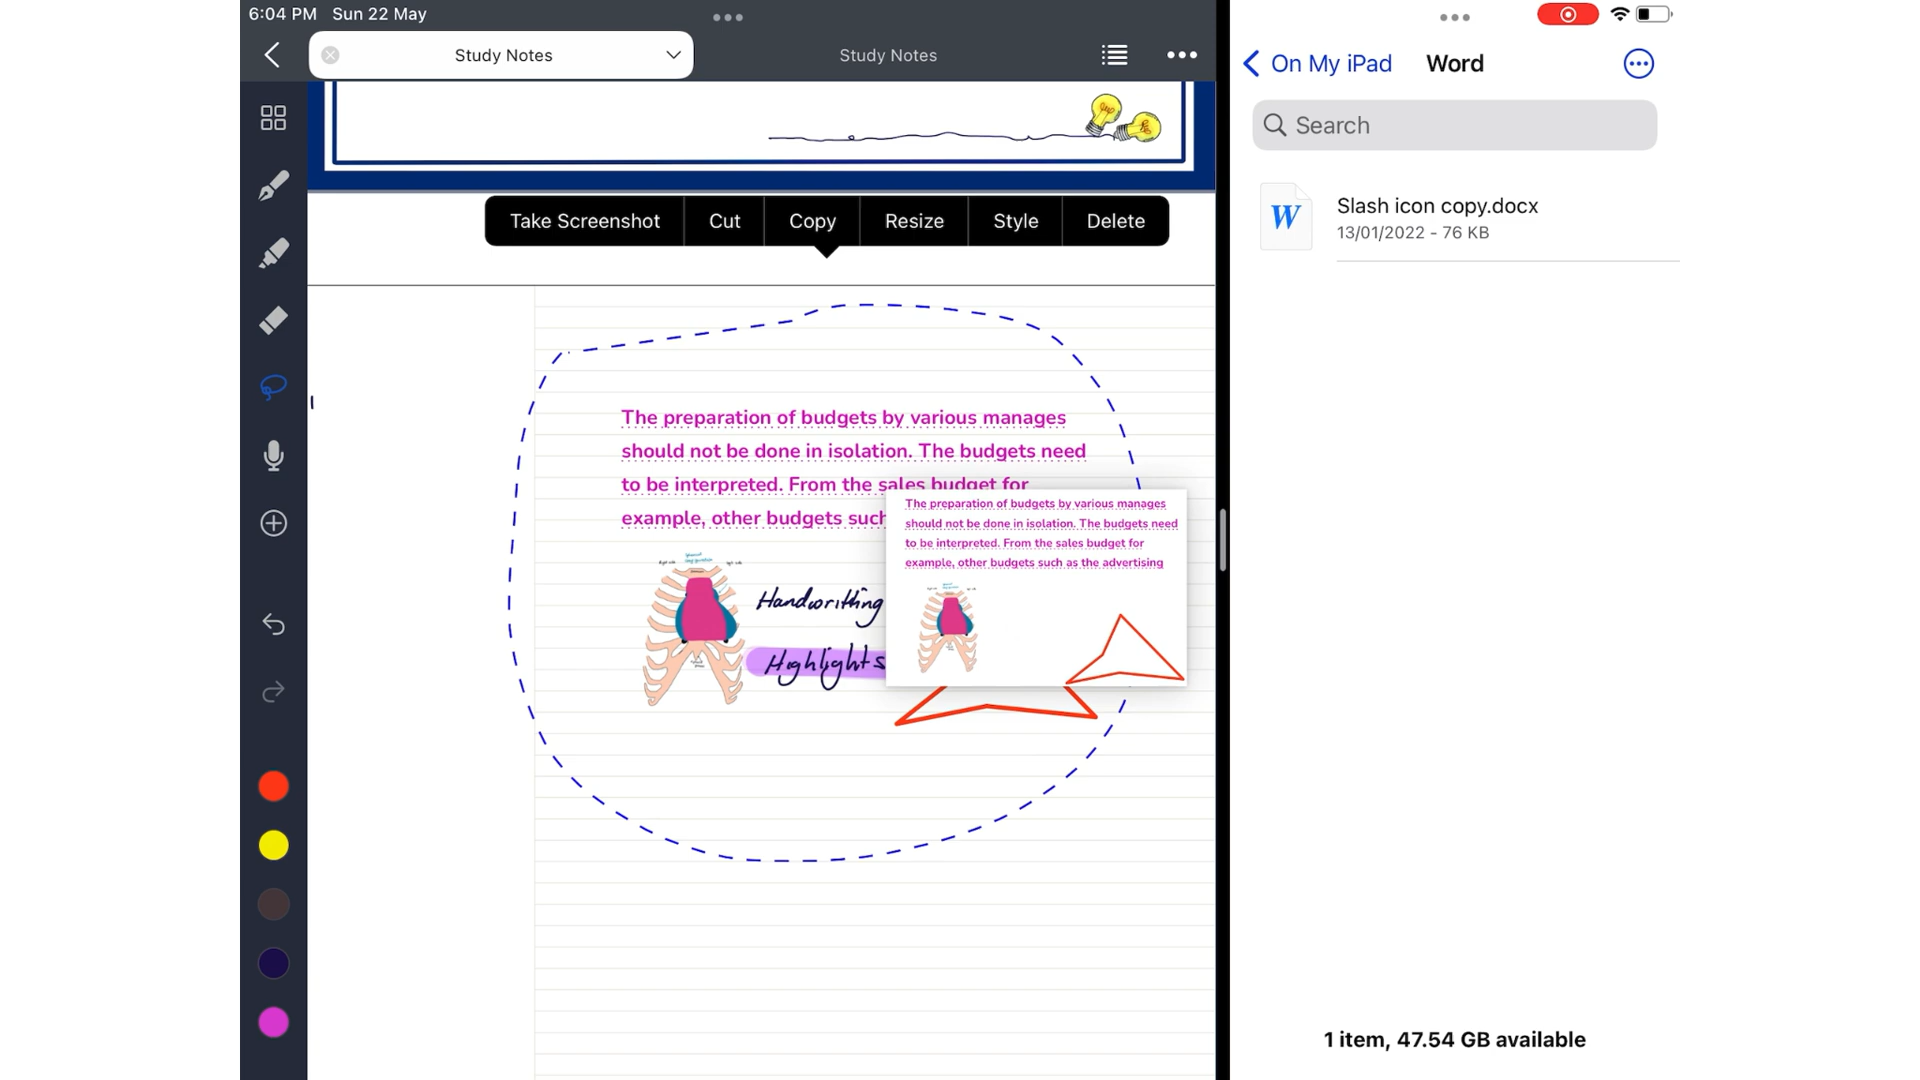 6:04 PM Sun 22 May
Study Notes
Study Notes
Take Screenshot Cut Copy Resize Style Delete
The preparation of budgets by various manages
should not be done in isolation. The budgets need
to be interpreted. From the sales budget for
example, other budgets such
Handwriting
Highlights
The preparation of budgets by various manages
should not be done in isolation. The budgets need
to be interpreted. From the sales budget for
example, other budgets such as the advertising
On My iPad Word
Search
W
Slash icon copy.docx
13/01/2022 - 76 KB
1 item, 47.54 GB available